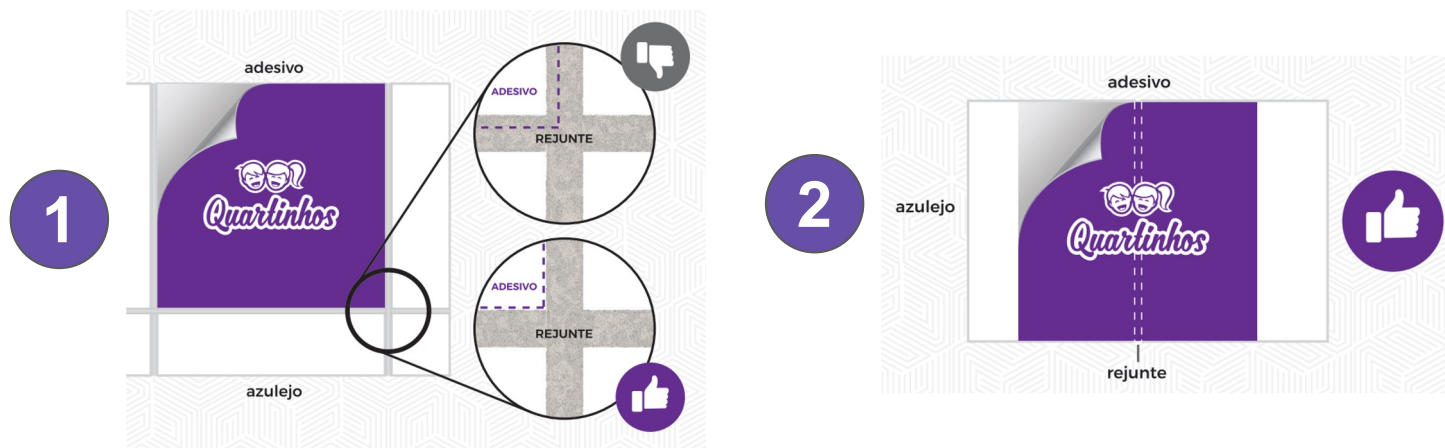 1
adesivo
Quartinhos
azulejo
ADESIVO
REJUNTE
ADESIVO
REJUNTE
2
adesivo
azulejo
Quartinhos
rejunte